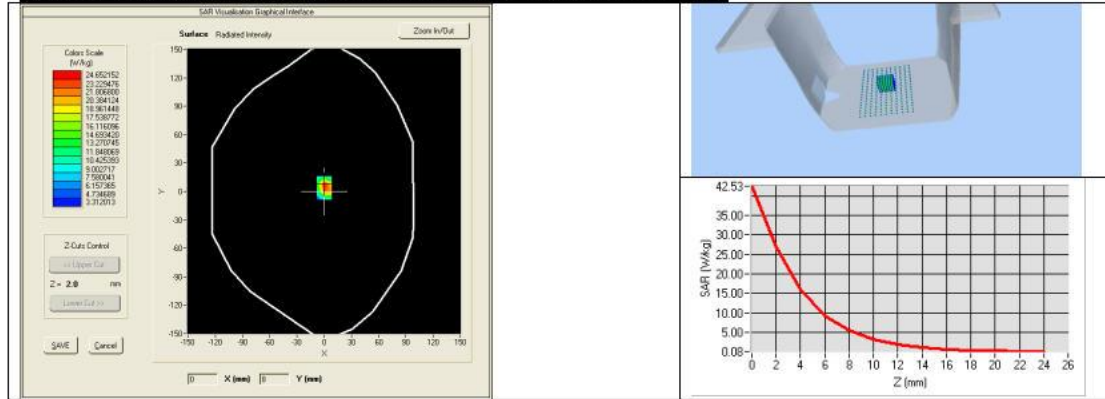 SAR Visualisation Graphical Interface
Surface Radiated Intensity
Zoom In/Out
Colors Scale
(W/kg)
24.652152
23.229476
21.806800
20.384124
18.961448
17.538772
16.116096
14.693420
13.270745
11.848069
10.425393
9.002717
7.580041
6.157365
4.734689
3.312013
Z-Cuts Control
<< Upper Cut
Z = 2.0 mm
Lower Cut >>
SAVE Cancel
150-
120-
90-
60-
30-
0-
-30-
-60-
-90-
-120-
-150-
Y
-150 -120 -90 -60 -30 0 30 60 90 120 150
X
0 X (mm) 8 Y (mm)
42.53-
35.00-
30.00-
25.00-
20.00-
15.00-
10.00-
5.00-
0.08-
SAR (W/kg)
0 2 4 6 8 10 12 14 16 18 20 22 24 26
Z (mm)